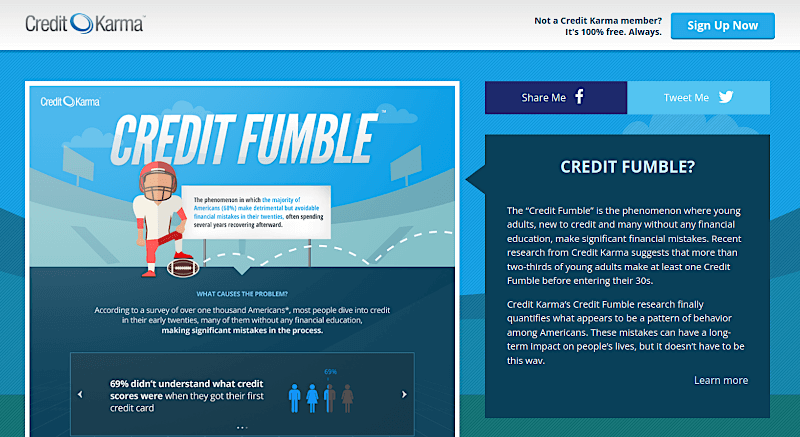 Credit Karma™
Not a Credit Karma member?
It's 100% free. Always.
Sign Up Now
Credit Karma
CREDIT FUMBLE™
The phenomenon in which the majority of
Americans (68%) make detrimental but avoidable
financial mistakes in their twenties, often spending
several years recovering afterward.
WHAT CAUSES THE PROBLEM?
According to a survey of over one thousand Americans*, most people dive into credit
in their early twenties, many of them without any financial education,
making significant mistakes in the process.
69% didn't understand what credit
scores were when they got their first
credit card
65%
Share Me
Tweet Me
CREDIT FUMBLE?
The “Credit Fumble” is the phenomenon where young
adults, new to credit and many without any financial
education, make significant financial mistakes. Recent
research from Credit Karma suggests that more than
two-thirds of young adults make at least one Credit
Fumble before entering their 30s.
Credit Karma's Credit Fumble research finally
quantifies what appears to be a pattern of behavior
among Americans. These mistakes can have a long-
term impact on people's lives, but it doesn't have to be
this way.
Learn more